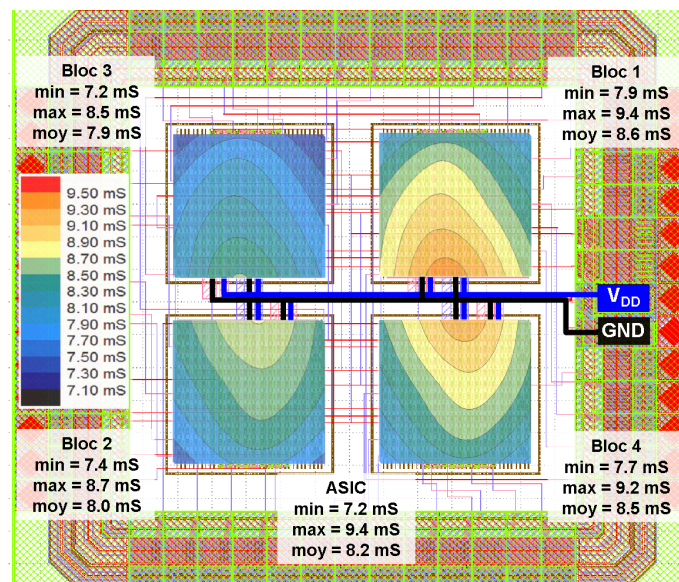 Bloc 3
min = 7.2 mS
max = 8.5 mS
moy = 7.9 mS
Bloc 1
min = 7.9 mS
max = 9.4 mS
moy = 8.6 mS
9.50 mS
9.30 mS
9.10 mS
8.90 mS
8.70 mS
8.50 mS
8.30 mS
8.10 mS
7.90 mS
7.70 mS
7.50 mS
7.30 mS
7.10 mS
VDD
GND
Bloc 2
min = 7.4 mS
max = 8.7 mS
moy = 8.0 mS
ASIC
min = 7.2 mS
max = 9.4 mS
moy = 8.2 mS
Bloc 4
min = 7.7 mS
max = 9.2 mS
moy = 8.5 mS